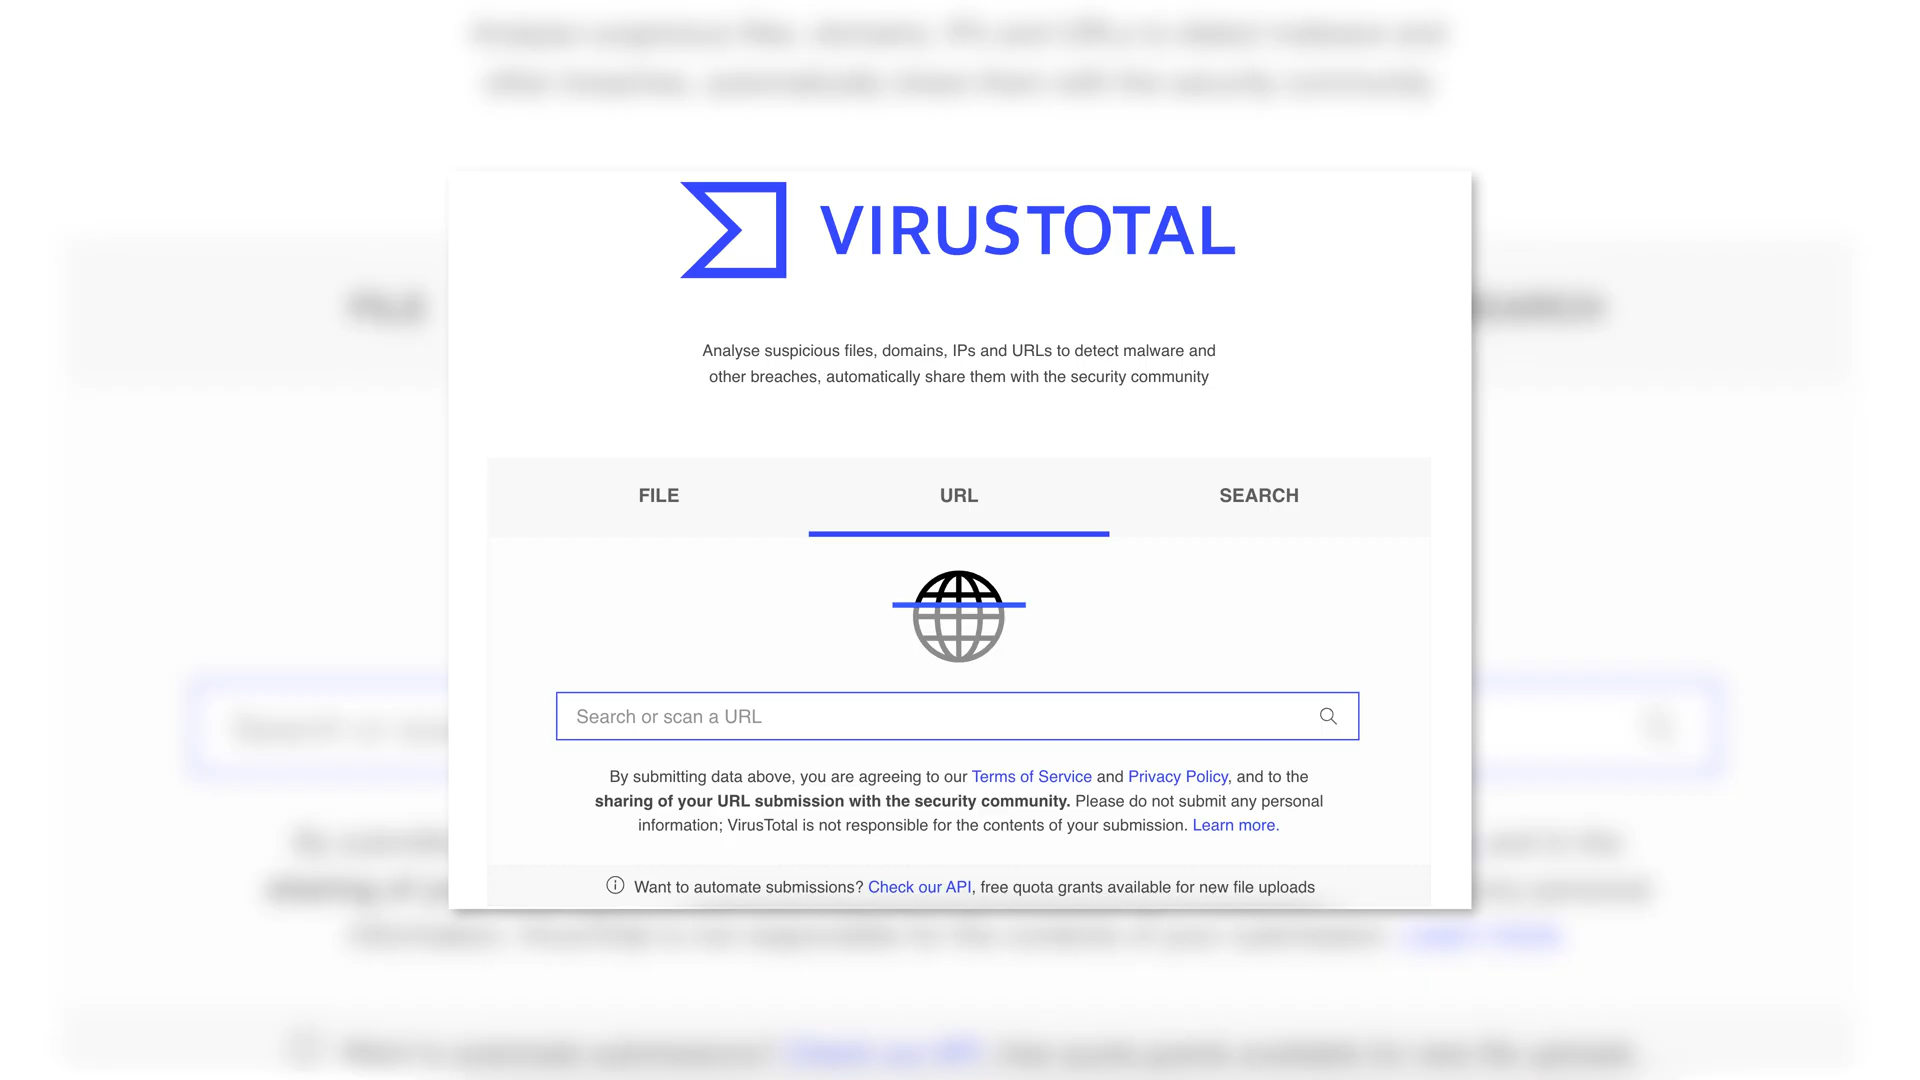 VIRUSTOTAL
Analyse suspicious files, domains, IPs and URLs to detect malware and
other breaches, automatically share them with the security community
FILE
URL
SEARCH
Search or scan a URL
By submitting data above, you are agreeing to our Terms of Service and Privacy Policy, and to the
sharing of your URL submission with the security community. Please do not submit any personal
information; VirusTotal is not responsible for the contents of your submission. Learn more.
Want to automate submissions? Check our API, free quota grants available for new file uploads